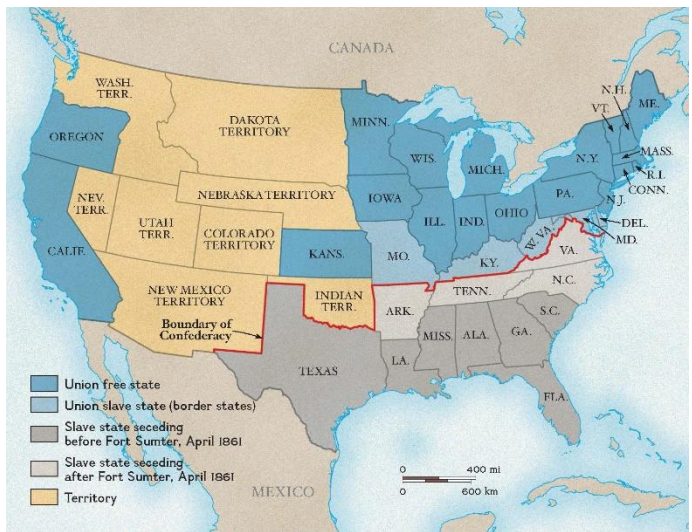 CANADA
WASH.
TERR.
DAKOTA
TERRITORY
MINN.
N.H.
VT.
ME.
OREGON
WIS.
MICH.
N.Y.
MASS.
R.I.
CONN.
NEV.
TERR.
NEBRASKA TERRITORY
IOWA
PA.
N.J.
UTAH
TERR.
COLORADO
TERRITORY
ILL.
IND.
OHIO
DEL.
MD.
CALIF.
KANS.
MO.
KY.
W. VA.
VA.
NEW MEXICO
TERRITORY
INDIAN
TERR.
ARK.
TENN.
N.C.
Boundary of
Confederacy
S.C.
TEXAS
LA.
MISS.
ALA.
GA.
FLA.
Union free state
Union slave state (border states)
Slave state seceding
before Fort Sumter, April 1861
Slave state seceding
after Fort Sumter, April 1861
Territory
MEXICO
0 400 mi
0 600 km